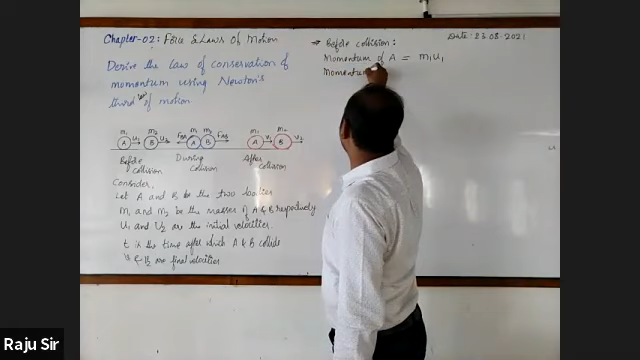 Chapter-02: Force & Laws Of Motion
Derive the law of conservation of
momentum using Newton's
third law of motion
m1 m2 m1 m2 m1 m2
A u1 B u2 FBA A B FAB A v1 B v2
Before collision During collision After collision
Consider,
Let A and B be the two bodies
m1 and m2 be the masses of A & B respectively
u1 and u2 are the initial velocities.
t is the time after which A & B collide
v1 & v2 are final velocities
Date: 23.08.2021
→ Before collision:
Momentum of A = m1u1
Momentum
Raju Sir